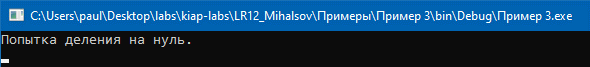 C:\Users\paul\Desktop\labs\kiap-labs\LR12_Mihalsov\Примеры\Пример 3\bin\Debug\Пример 3.exe
Попытка деления на нуль.